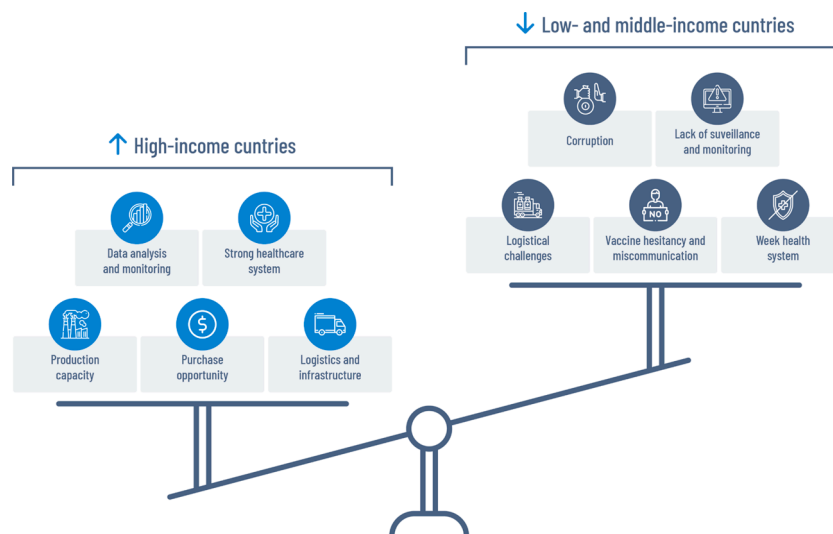 Low- and middle-income cuntries
Corruption
Lack of suveillance
and monitoring
High-income cuntries
Logistical
challenges
NO
Vaccine hesitancy and
miscommunication
Week health
system
Data analysis
and monitoring
Strong healthcare
system
Production
capacity
$
Purchase
opportunity
Logistics and
infrastructure